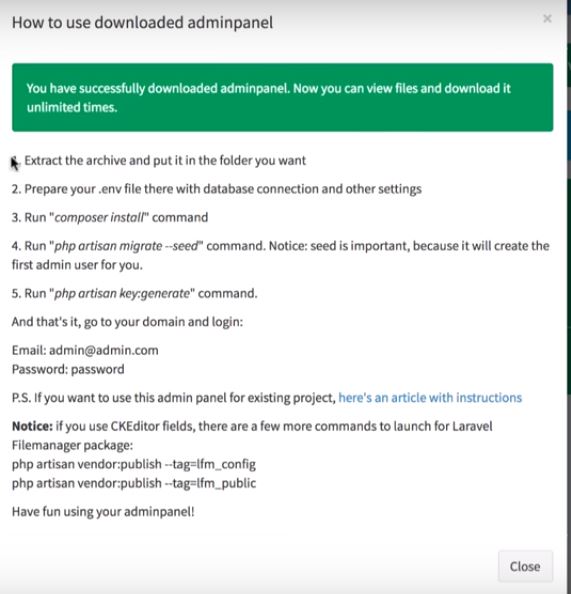 How to use downloaded adminpanel
×
You have successfully downloaded adminpanel. Now you can view files and download it
unlimited times.
Extract the archive and put it in the folder you want
2. Prepare your .env file there with database connection and other settings
3. Run "composer install" command
4. Run "php artisan migrate --seed" command. Notice: seed is important, because it will create the
first admin user for you.
5. Run "php artisan key:generate" command.
And that's it, go to your domain and login:
Email: admin@admin.com
Password: password
P.S. If you want to use this admin panel for existing project, here's an article with instructions
Notice: if you use CKEditor fields, there are a few more commands to launch for Laravel
Filemanager package:
php artisan vendor:publish --tag=lfm_config
php artisan vendor:publish --tag=lfm_public
Have fun using your adminpanel!
Close